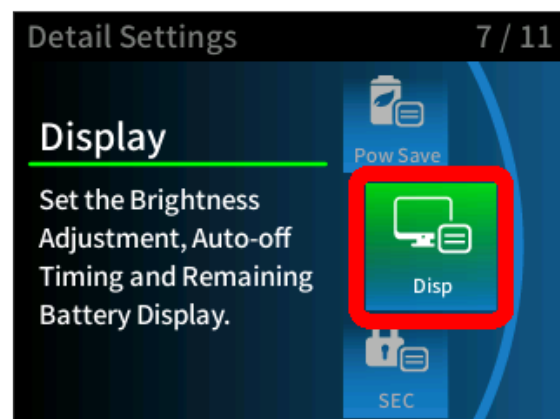 Detail Settings 7 / 11
Display
Pow Save
Set the Brightness
Adjustment, Auto-off
Timing and Remaining
Battery Display.
Disp
SEC